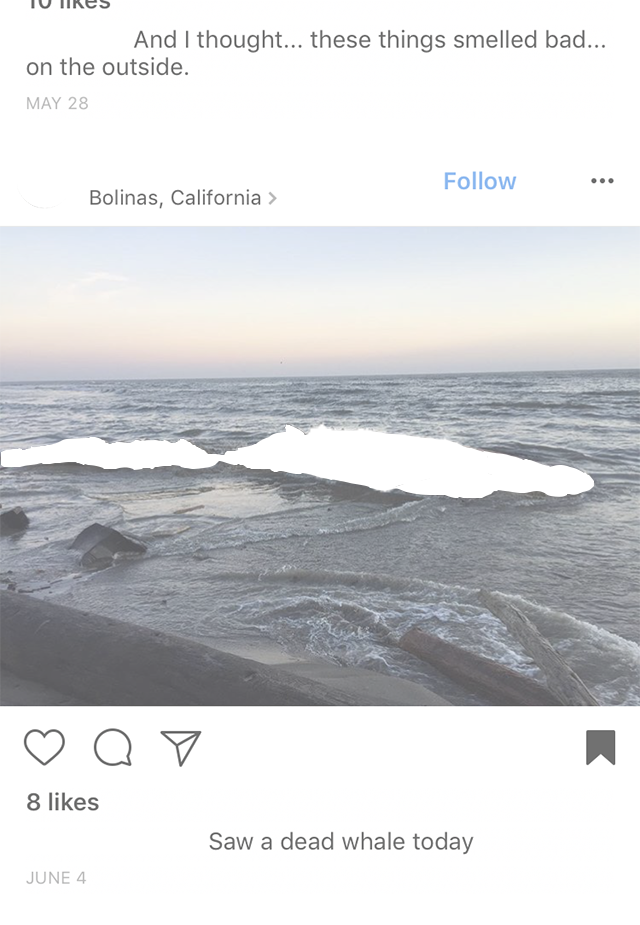 10 likes
And I thought... these things smelled bad...
on the outside.
MAY 28
Follow
Bolinas, California
8 likes
Saw a dead whale today
JUNE 4